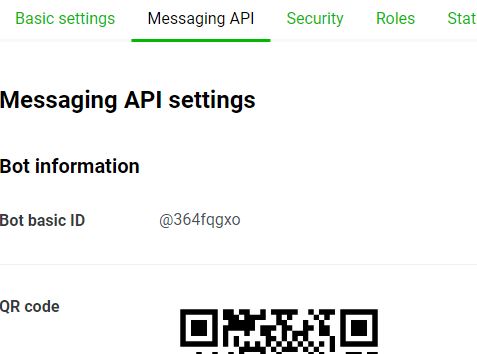 Basic settings Messaging API Security Roles Stat
Messaging API settings
Bot information
Bot basic ID @364fqgxo
QR code